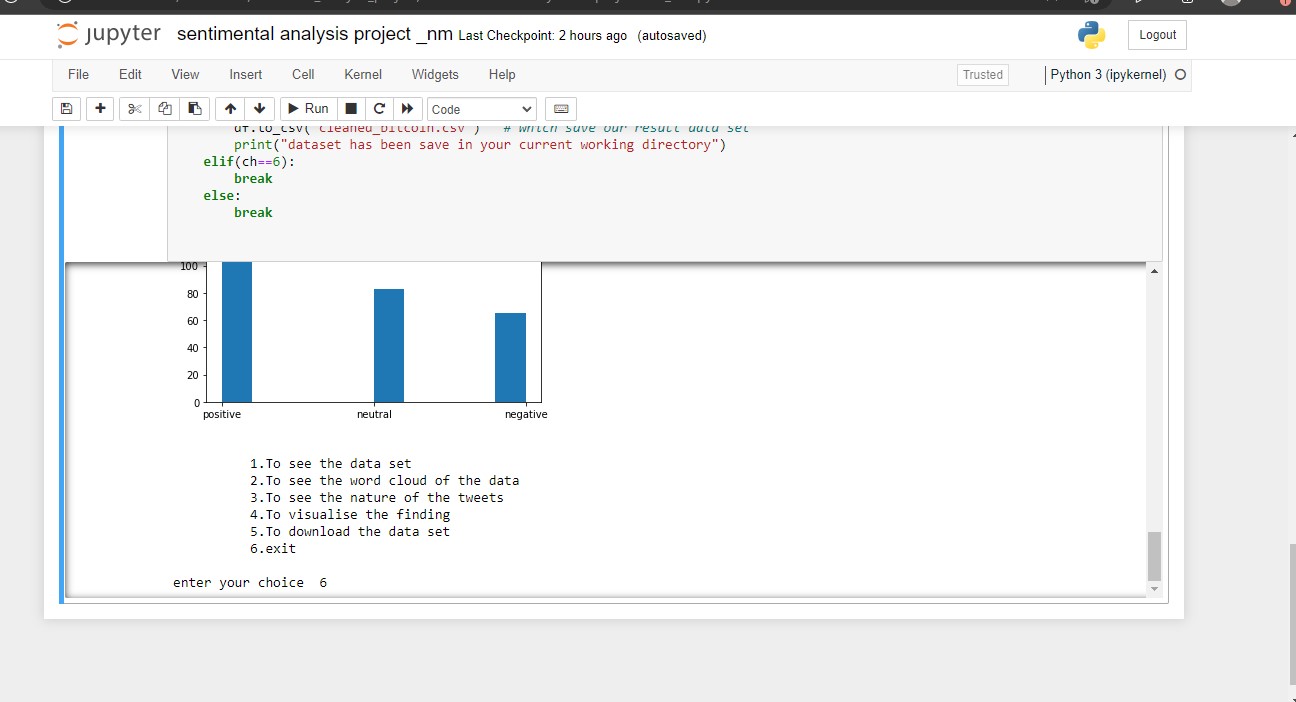 jupyter sentimental analysis project _nm Last Checkpoint: 2 hours ago (autosaved)
Logout
File Edit View Insert Cell Kernel Widgets Help
Trusted Python 3 (ipykernel)
Run Code
df.to_csv("cleaned_bitcoin.csv") # which save our result data set
print("dataset has been save in your current working directory")
elif(ch==6):
break
else:
break
100
80
60
40
20
0
positive neutral negative
1.To see the data set
2.To see the word cloud of the data
3.To see the nature of the tweets
4.To visualise the finding
5.To download the data set
6.exit
enter your choice 6